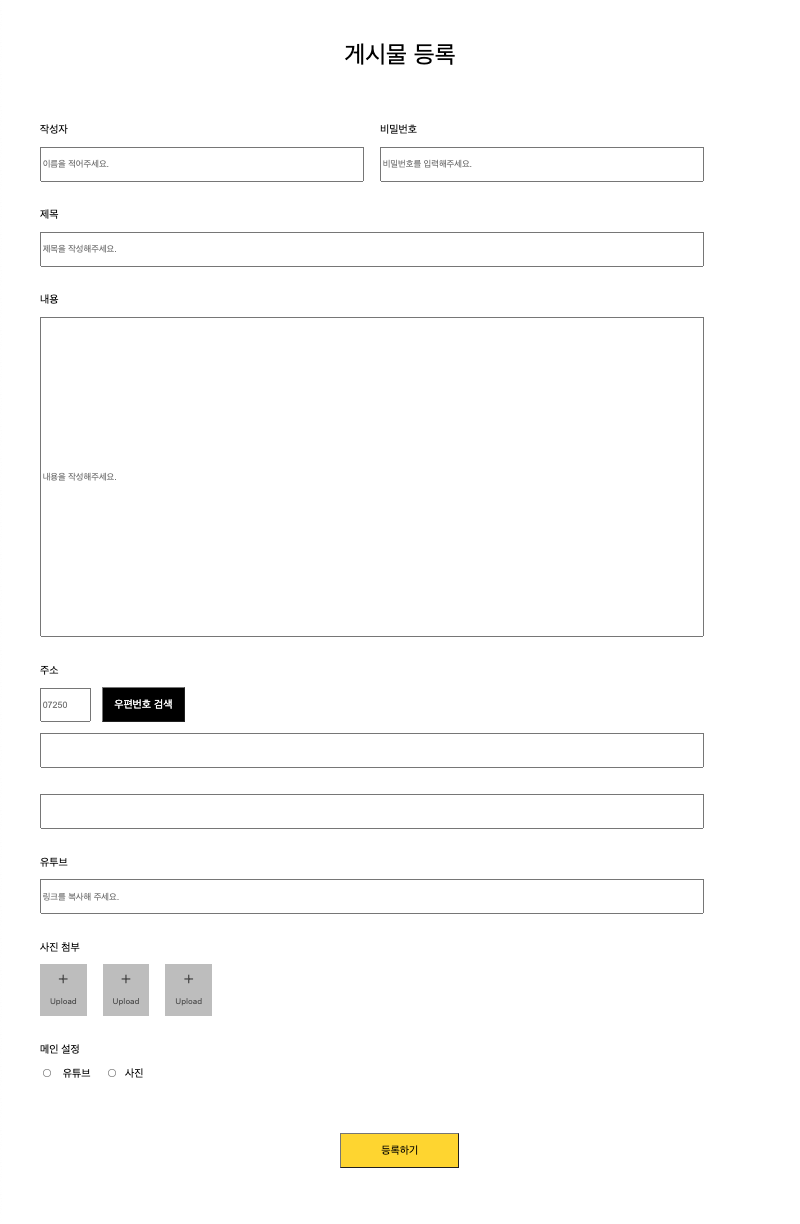 게시물 등록
작성자
비밀번호
이름을 적어주세요.
비밀번호를 입력해주세요.
제목
제목을 작성해주세요.
내용
내용을 작성해주세요.
주소
07250
우편번호 검색
유투브
링크를 복사해 주세요.
사진 첨부
+ + +
Upload Upload Upload
메인 설정
유튜브 사진
등록하기